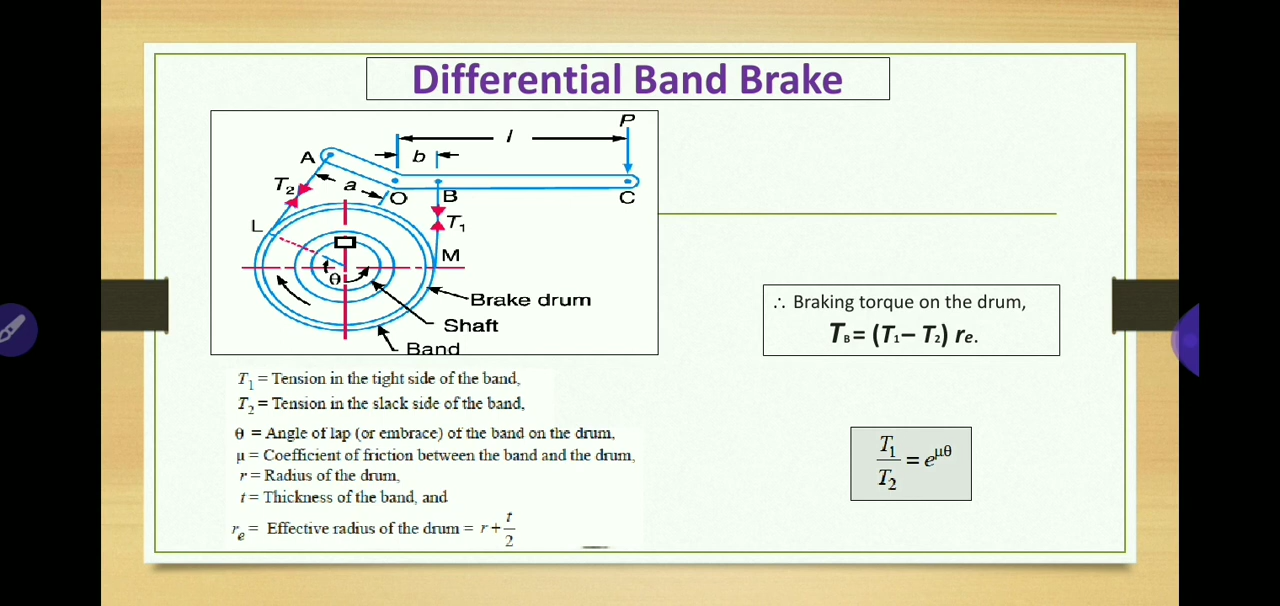 Differential Band Brake
P
l
A
b
T₂
a
O
B
C
L
T₁
M
θ
Brake drum
Shaft
Band
∴ Braking torque on the drum,
Tʙ = (T₁ – T₂) rₑ.
T₁ = Tension in the tight side of the band,
T₂ = Tension in the slack side of the band,
θ = Angle of lap (or embrace) of the band on the drum,
μ = Coefficient of friction between the band and the drum,
r = Radius of the drum,
t = Thickness of the band, and
rₑ = Effective radius of the drum = r + t/2
T₁/T₂ = e^μθ